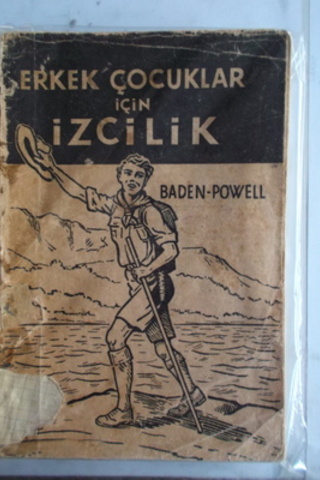 ERKEK ÇOCUKLAR
İÇİN
İZCİLİK
BADEN-POWELL